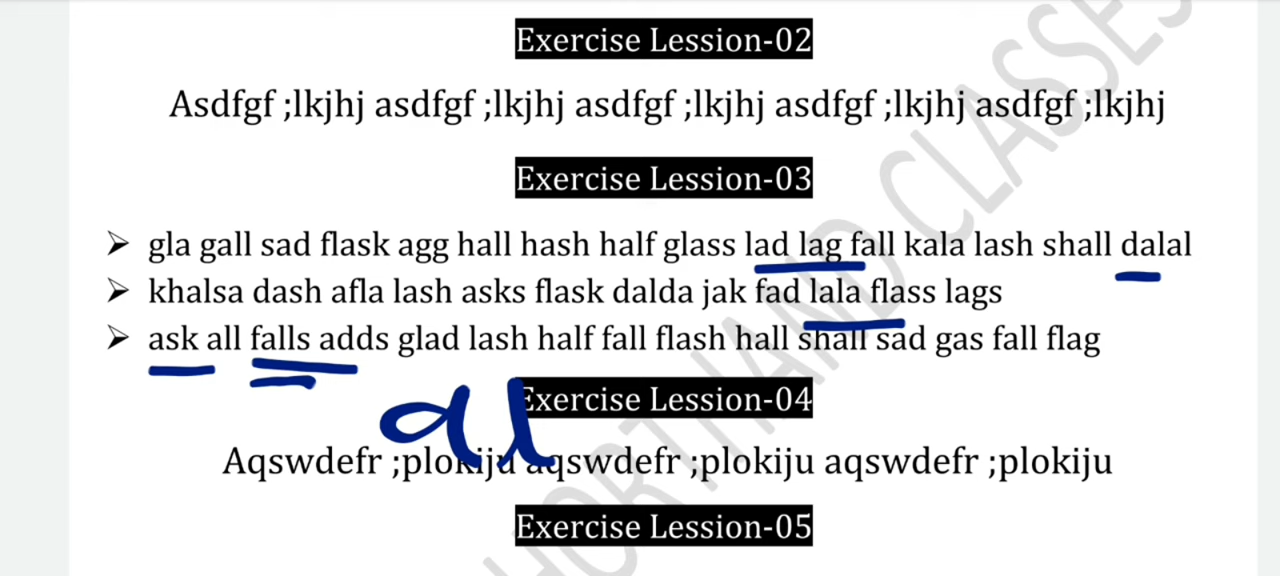 Exercise Lession-02
Asdfgf ;lkjhj asdfgf ;lkjhj asdfgf ;lkjhj asdfgf ;lkjhj asdfgf ;lkjhj
Exercise Lession-03
➢ gla gall sad flask agg hall hash half glass lad lag fall kala lash shall dalal
➢ khalsa dash afla lash asks flask dalda jak fad lala flass lags
➢ ask all falls adds glad lash half fall flash hall shall sad gas fall flag
al
Exercise Lession-04
Aqswdefr ;plokiju aqswdefr ;plokiju aqswdefr ;plokiju
Exercise Lession-05
SHORTHAND CLASSES